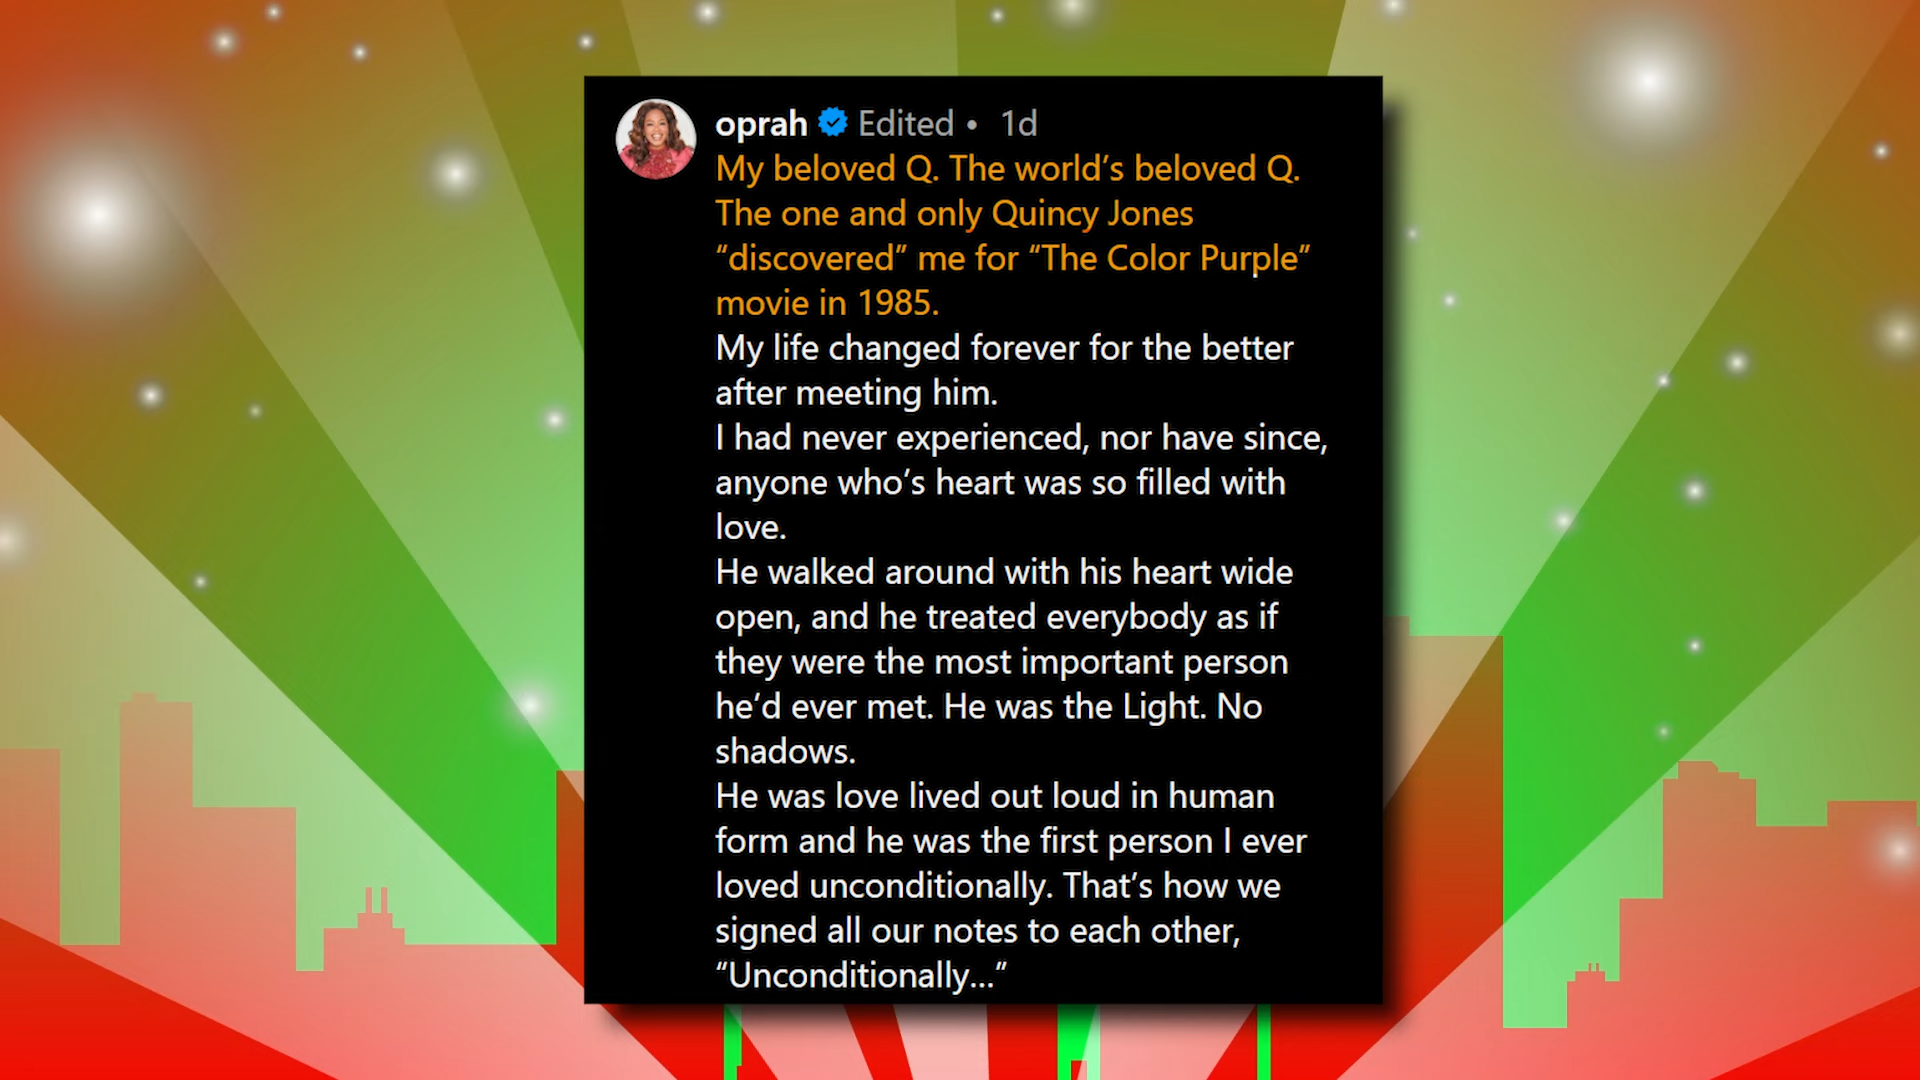 oprah Edited • 1d
My beloved Q. The world’s beloved Q.
The one and only Quincy Jones
“discovered” me for “The Color Purple”
movie in 1985.
My life changed forever for the better
after meeting him.
I had never experienced, nor have since,
anyone who’s heart was so filled with
love.
He walked around with his heart wide
open, and he treated everybody as if
they were the most important person
he’d ever met. He was the Light. No
shadows.
He was love lived out loud in human
form and he was the first person I ever
loved unconditionally. That’s how we
signed all our notes to each other,
“Unconditionally...”